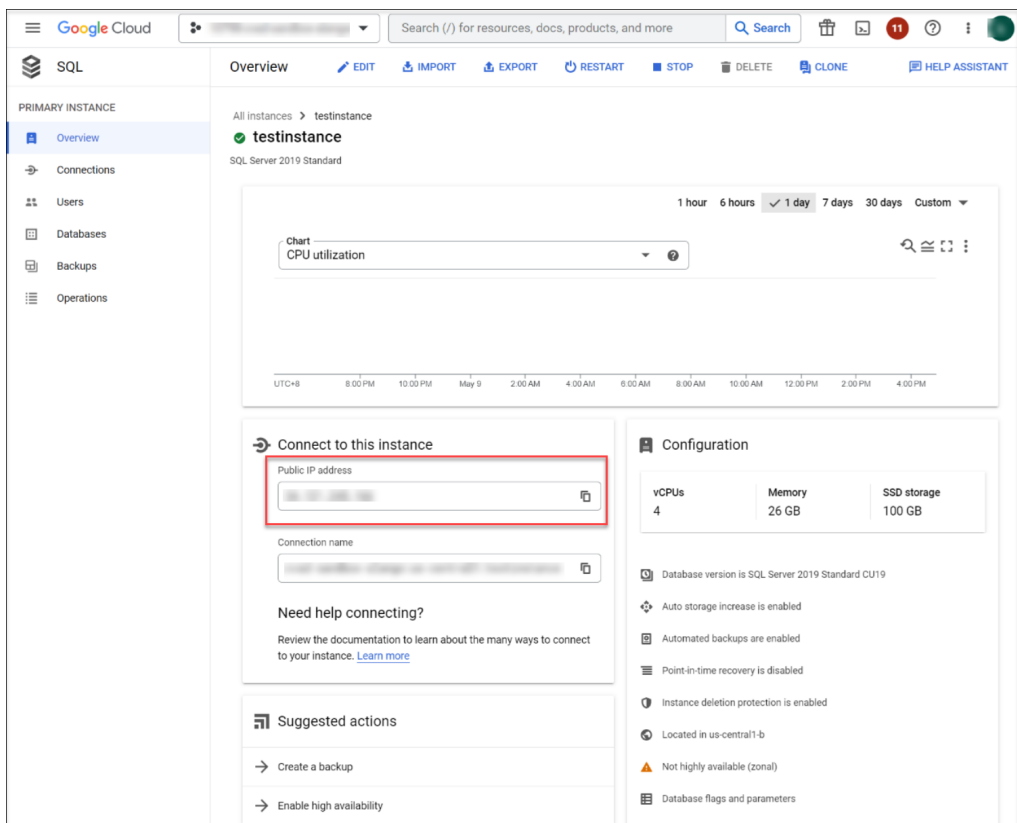 Google Cloud
Search (/) for resources, docs, products, and more
Search
11
SQL
Overview
EDIT
IMPORT
EXPORT
RESTART
STOP
DELETE
CLONE
HELP ASSISTANT
PRIMARY INSTANCE
Overview
Connections
Users
Databases
Backups
Operations
All instances > testinstance
testinstance
SQL Server 2019 Standard
1 hour 6 hours 1 day 7 days 30 days Custom
Chart
CPU utilization
UTC+8 8:00 PM 10:00 PM May 9 2:00 AM 4:00 AM 6:00 AM 8:00 AM 10:00 AM 12:00 PM 2:00 PM 4:00 PM
Connect to this instance
Public IP address
Connection name
Need help connecting?
Review the documentation to learn about the many ways to connect
to your instance. Learn more
Suggested actions
Create a backup
Enable high availability
Configuration
vCPUs Memory SSD storage
4 26 GB 100 GB
Database version is SQL Server 2019 Standard CU19
Auto storage increase is enabled
Automated backups are enabled
Point-in-time recovery is disabled
Instance deletion protection is enabled
Located in us-central1-b
Not highly available (zonal)
Database flags and parameters